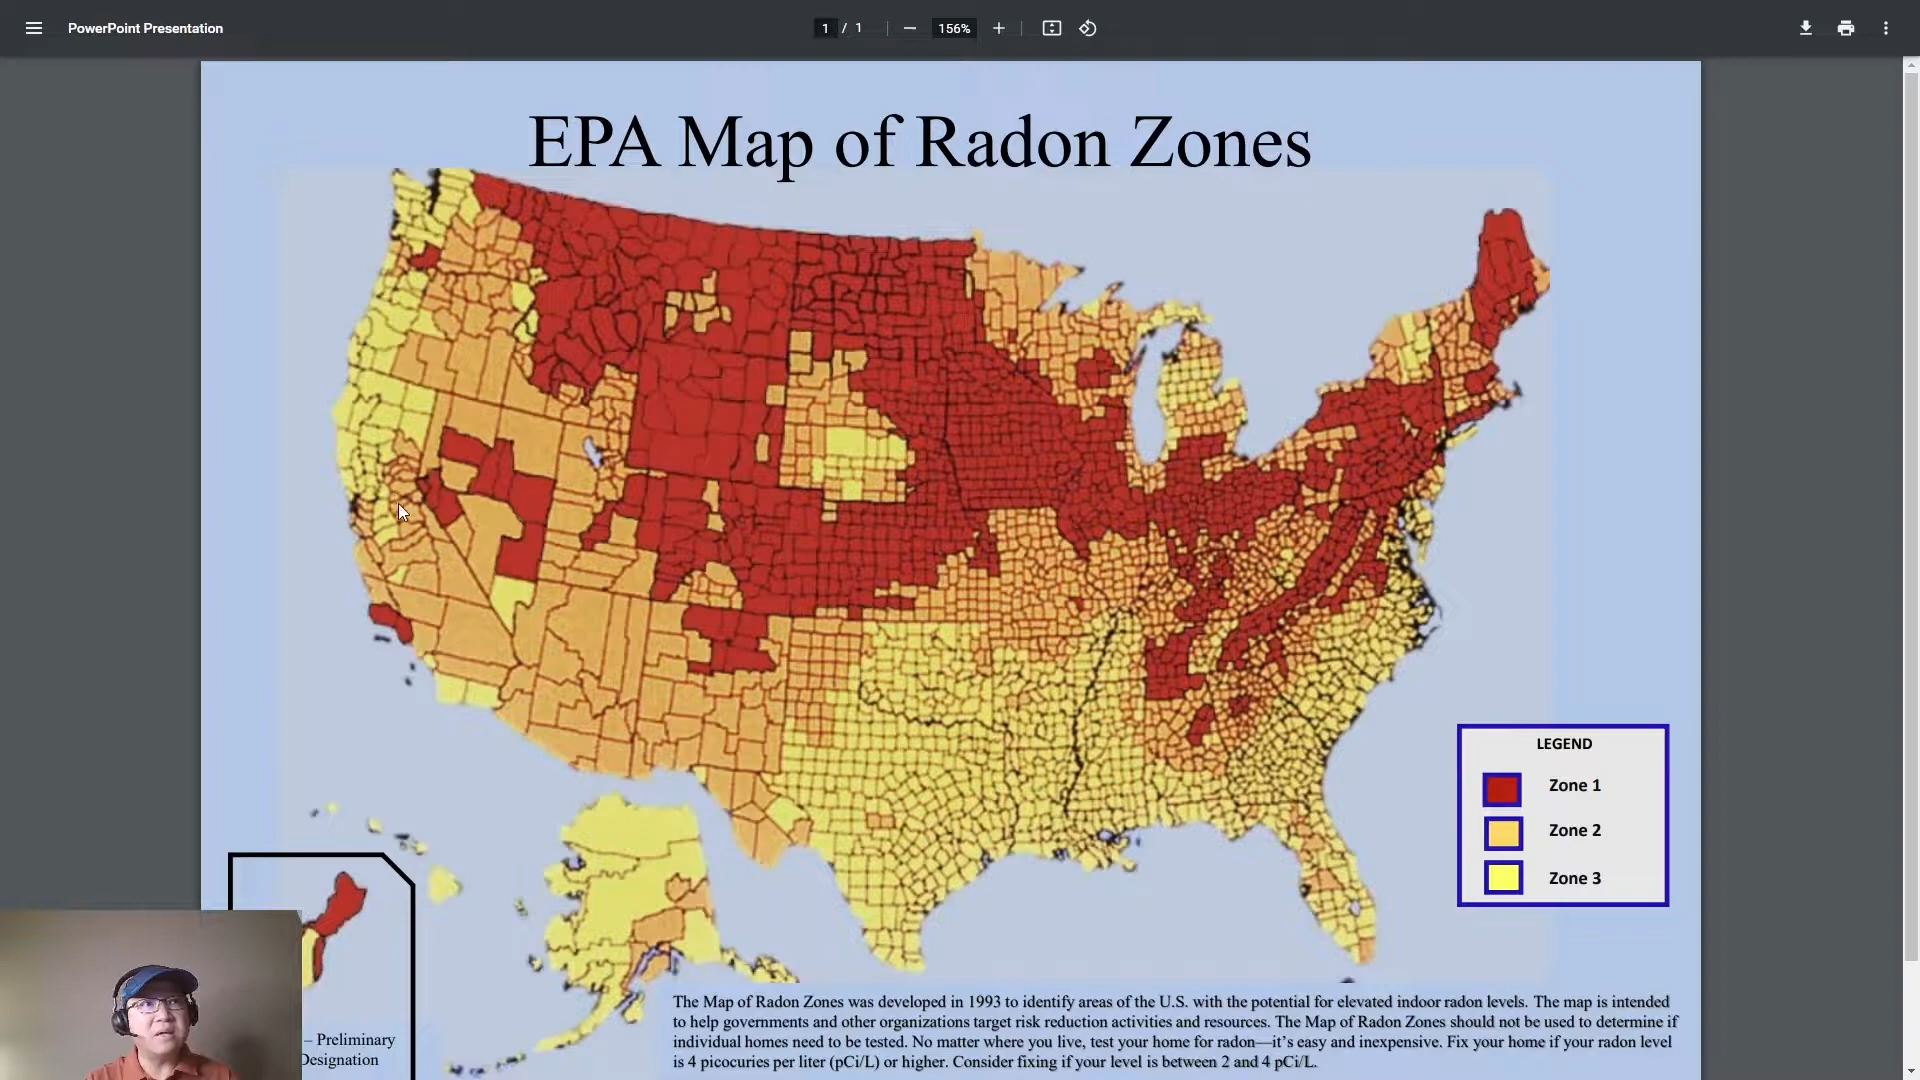 PowerPoint Presentation
1 / 1
156%
EPA Map of Radon Zones
LEGEND
Zone 1
Zone 2
Zone 3
– Preliminary
Designation
The Map of Radon Zones was developed in 1993 to identify areas of the U.S. with the potential for elevated indoor radon levels. The map is intended
to help governments and other organizations target risk reduction activities and resources. The Map of Radon Zones should not be used to determine if
individual homes need to be tested. No matter where you live, test your home for radon—it's easy and inexpensive. Fix your home if your radon level
is 4 picocuries per liter (pCi/L) or higher. Consider fixing if your level is between 2 and 4 pCi/L.